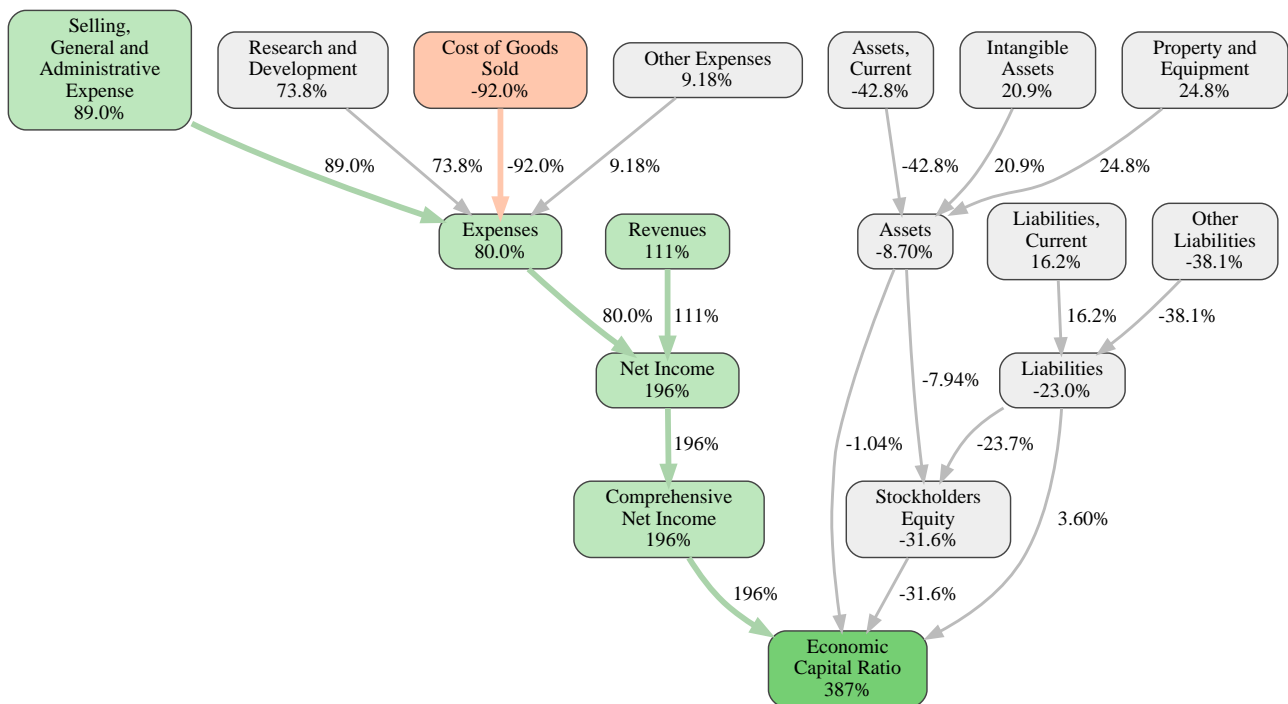 Selling,
General and
Administrative
Expense
89.0%
Research and
Development
73.8%
Cost of Goods
Sold
-92.0%
Other Expenses
9.18%
Assets,
Current
-42.8%
Intangible
Assets
20.9%
Property and
Equipment
24.8%
89.0%
73.8%
-92.0%
9.18%
-42.8%
20.9%
24.8%
Expenses
80.0%
Revenues
111%
Assets
-8.70%
Liabilities,
Current
16.2%
Other
Liabilities
-38.1%
80.0%
111%
16.2%
-38.1%
Net Income
196%
-7.94%
Liabilities
-23.0%
196%
-1.04%
-23.7%
Comprehensive
Net Income
196%
Stockholders
Equity
-31.6%
3.60%
196%
-31.6%
Economic
Capital Ratio
387%